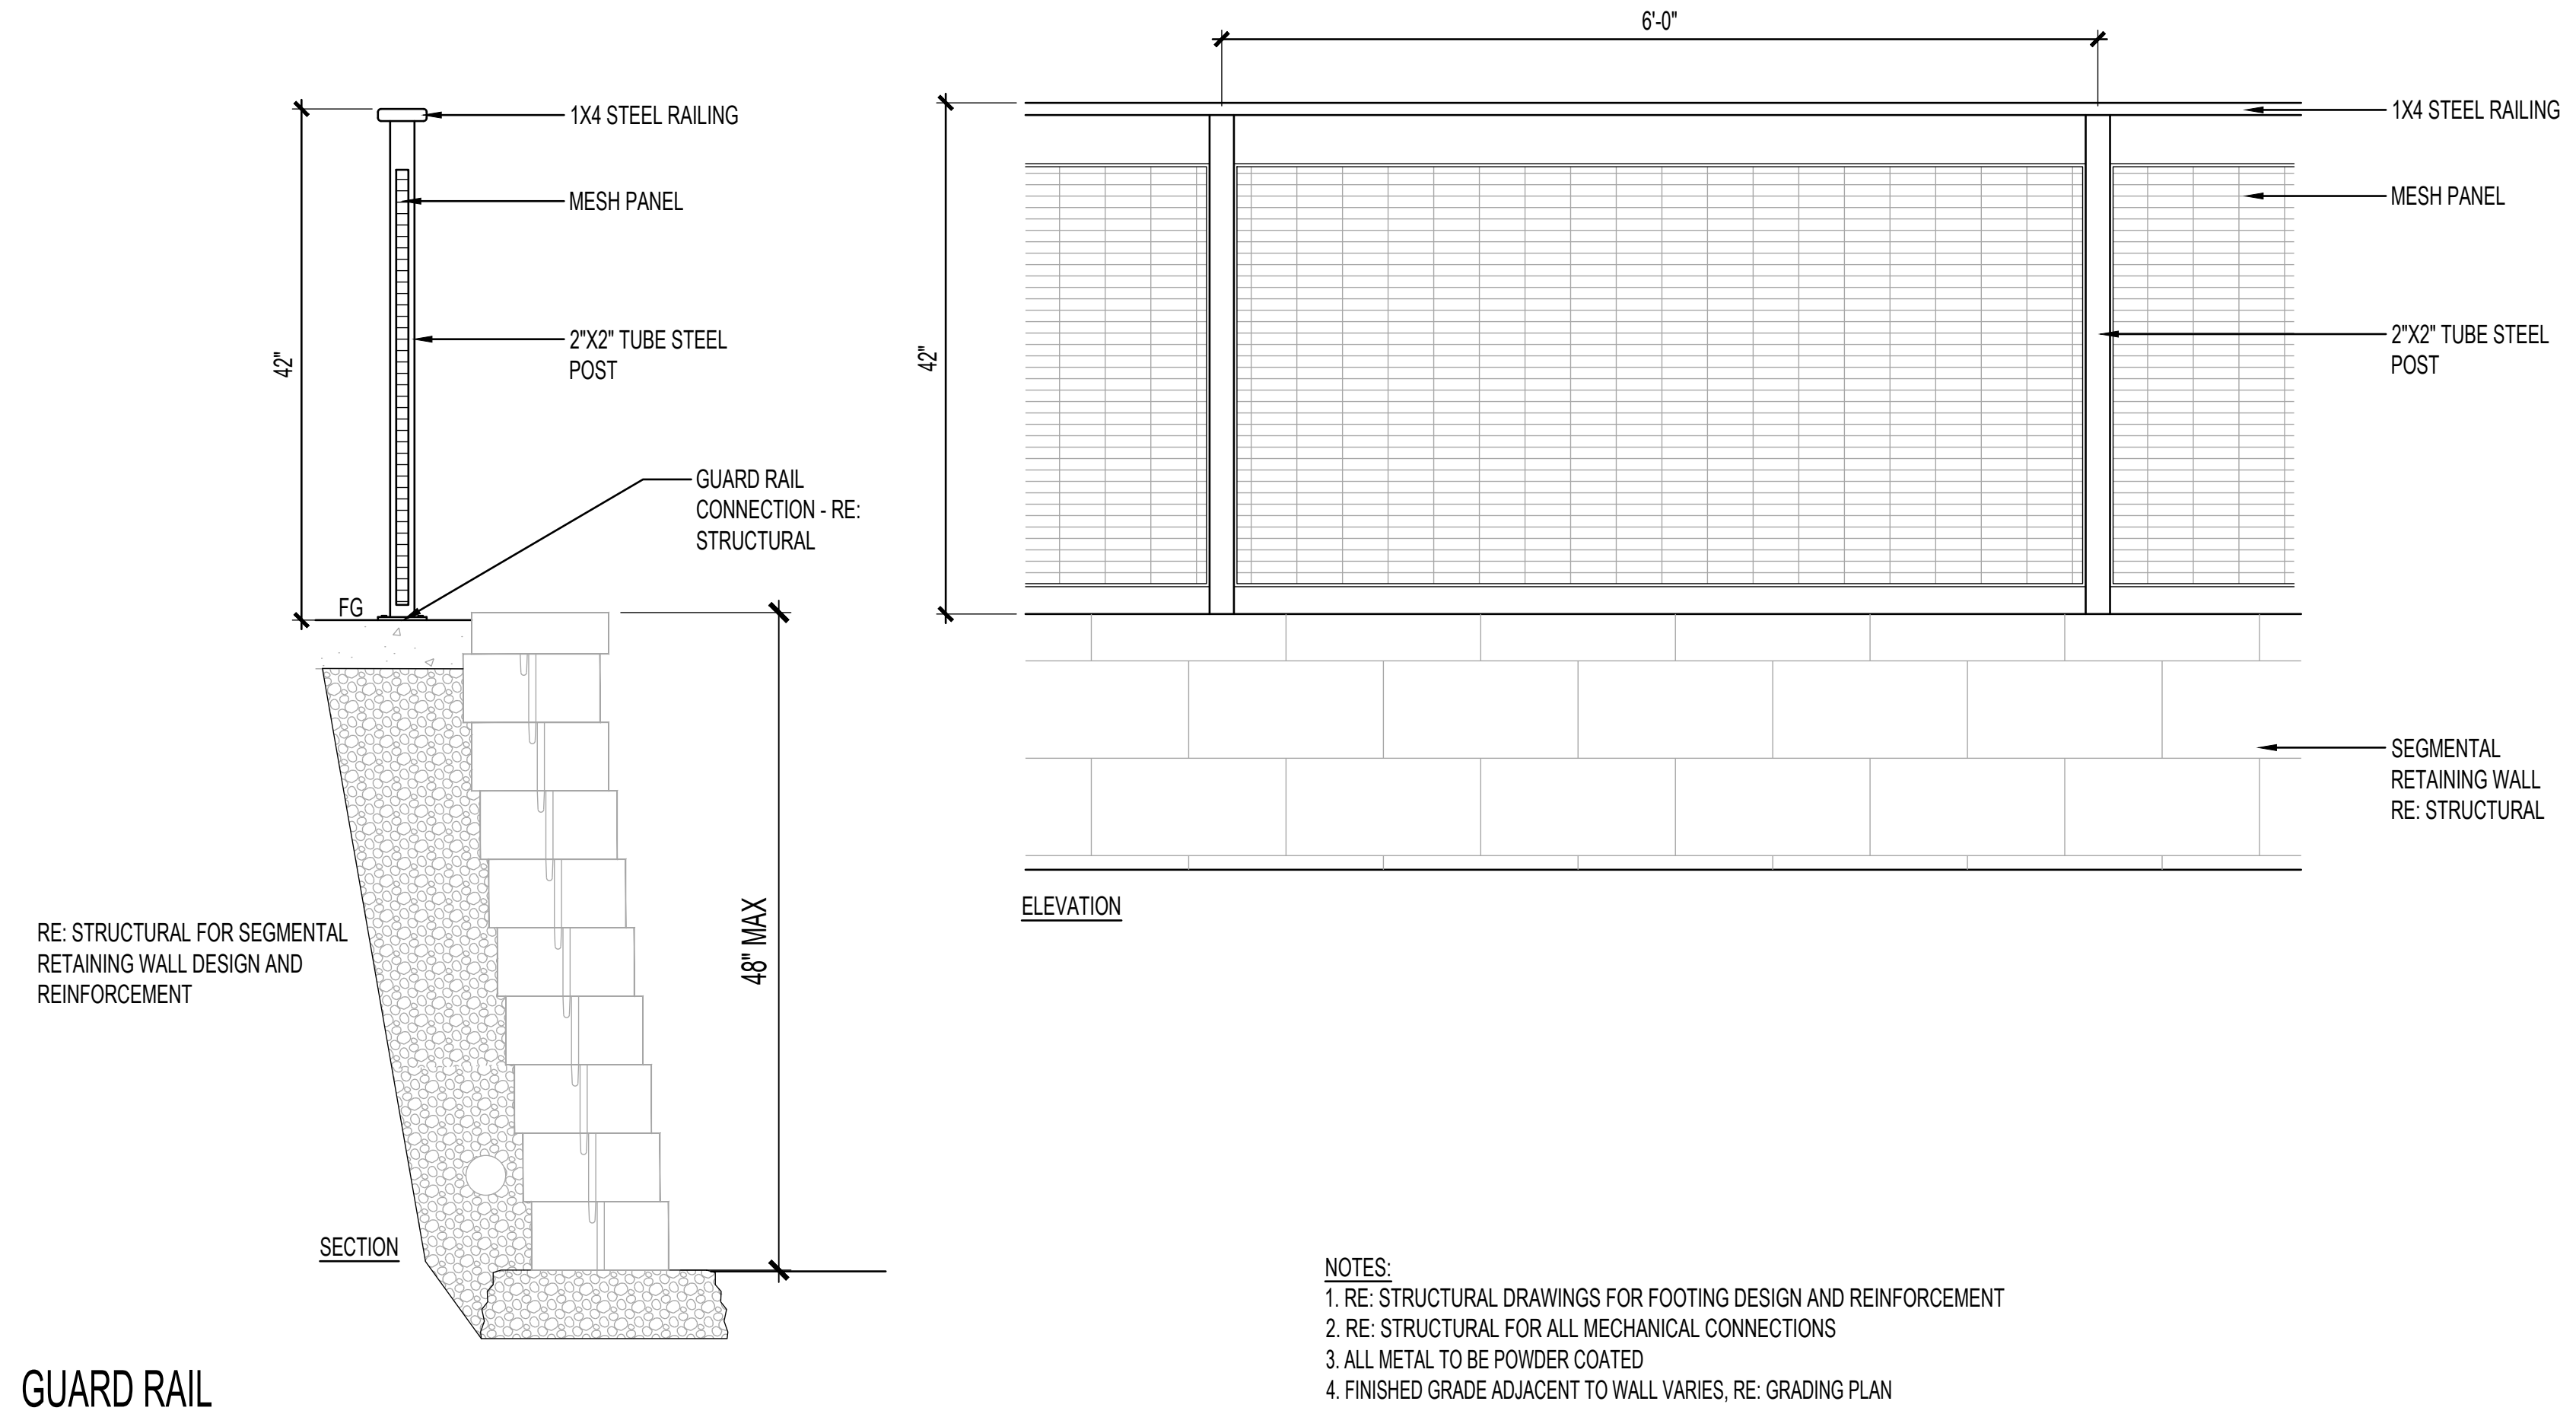 6'-0"
1X4 STEEL RAILING
MESH PANEL
2"X2" TUBE STEEL
POST
42"
GUARD RAIL
CONNECTION - RE:
STRUCTURAL
FG
48" MAX
RE: STRUCTURAL FOR SEGMENTAL
RETAINING WALL DESIGN AND
REINFORCEMENT
SECTION
42"
1X4 STEEL RAILING
MESH PANEL
2"X2" TUBE STEEL
POST
SEGMENTAL
RETAINING WALL
RE: STRUCTURAL
ELEVATION
NOTES:
1. RE: STRUCTURAL DRAWINGS FOR FOOTING DESIGN AND REINFORCEMENT
2. RE: STRUCTURAL FOR ALL MECHANICAL CONNECTIONS
3. ALL METAL TO BE POWDER COATED
4. FINISHED GRADE ADJACENT TO WALL VARIES, RE: GRADING PLAN
GUARD RAIL